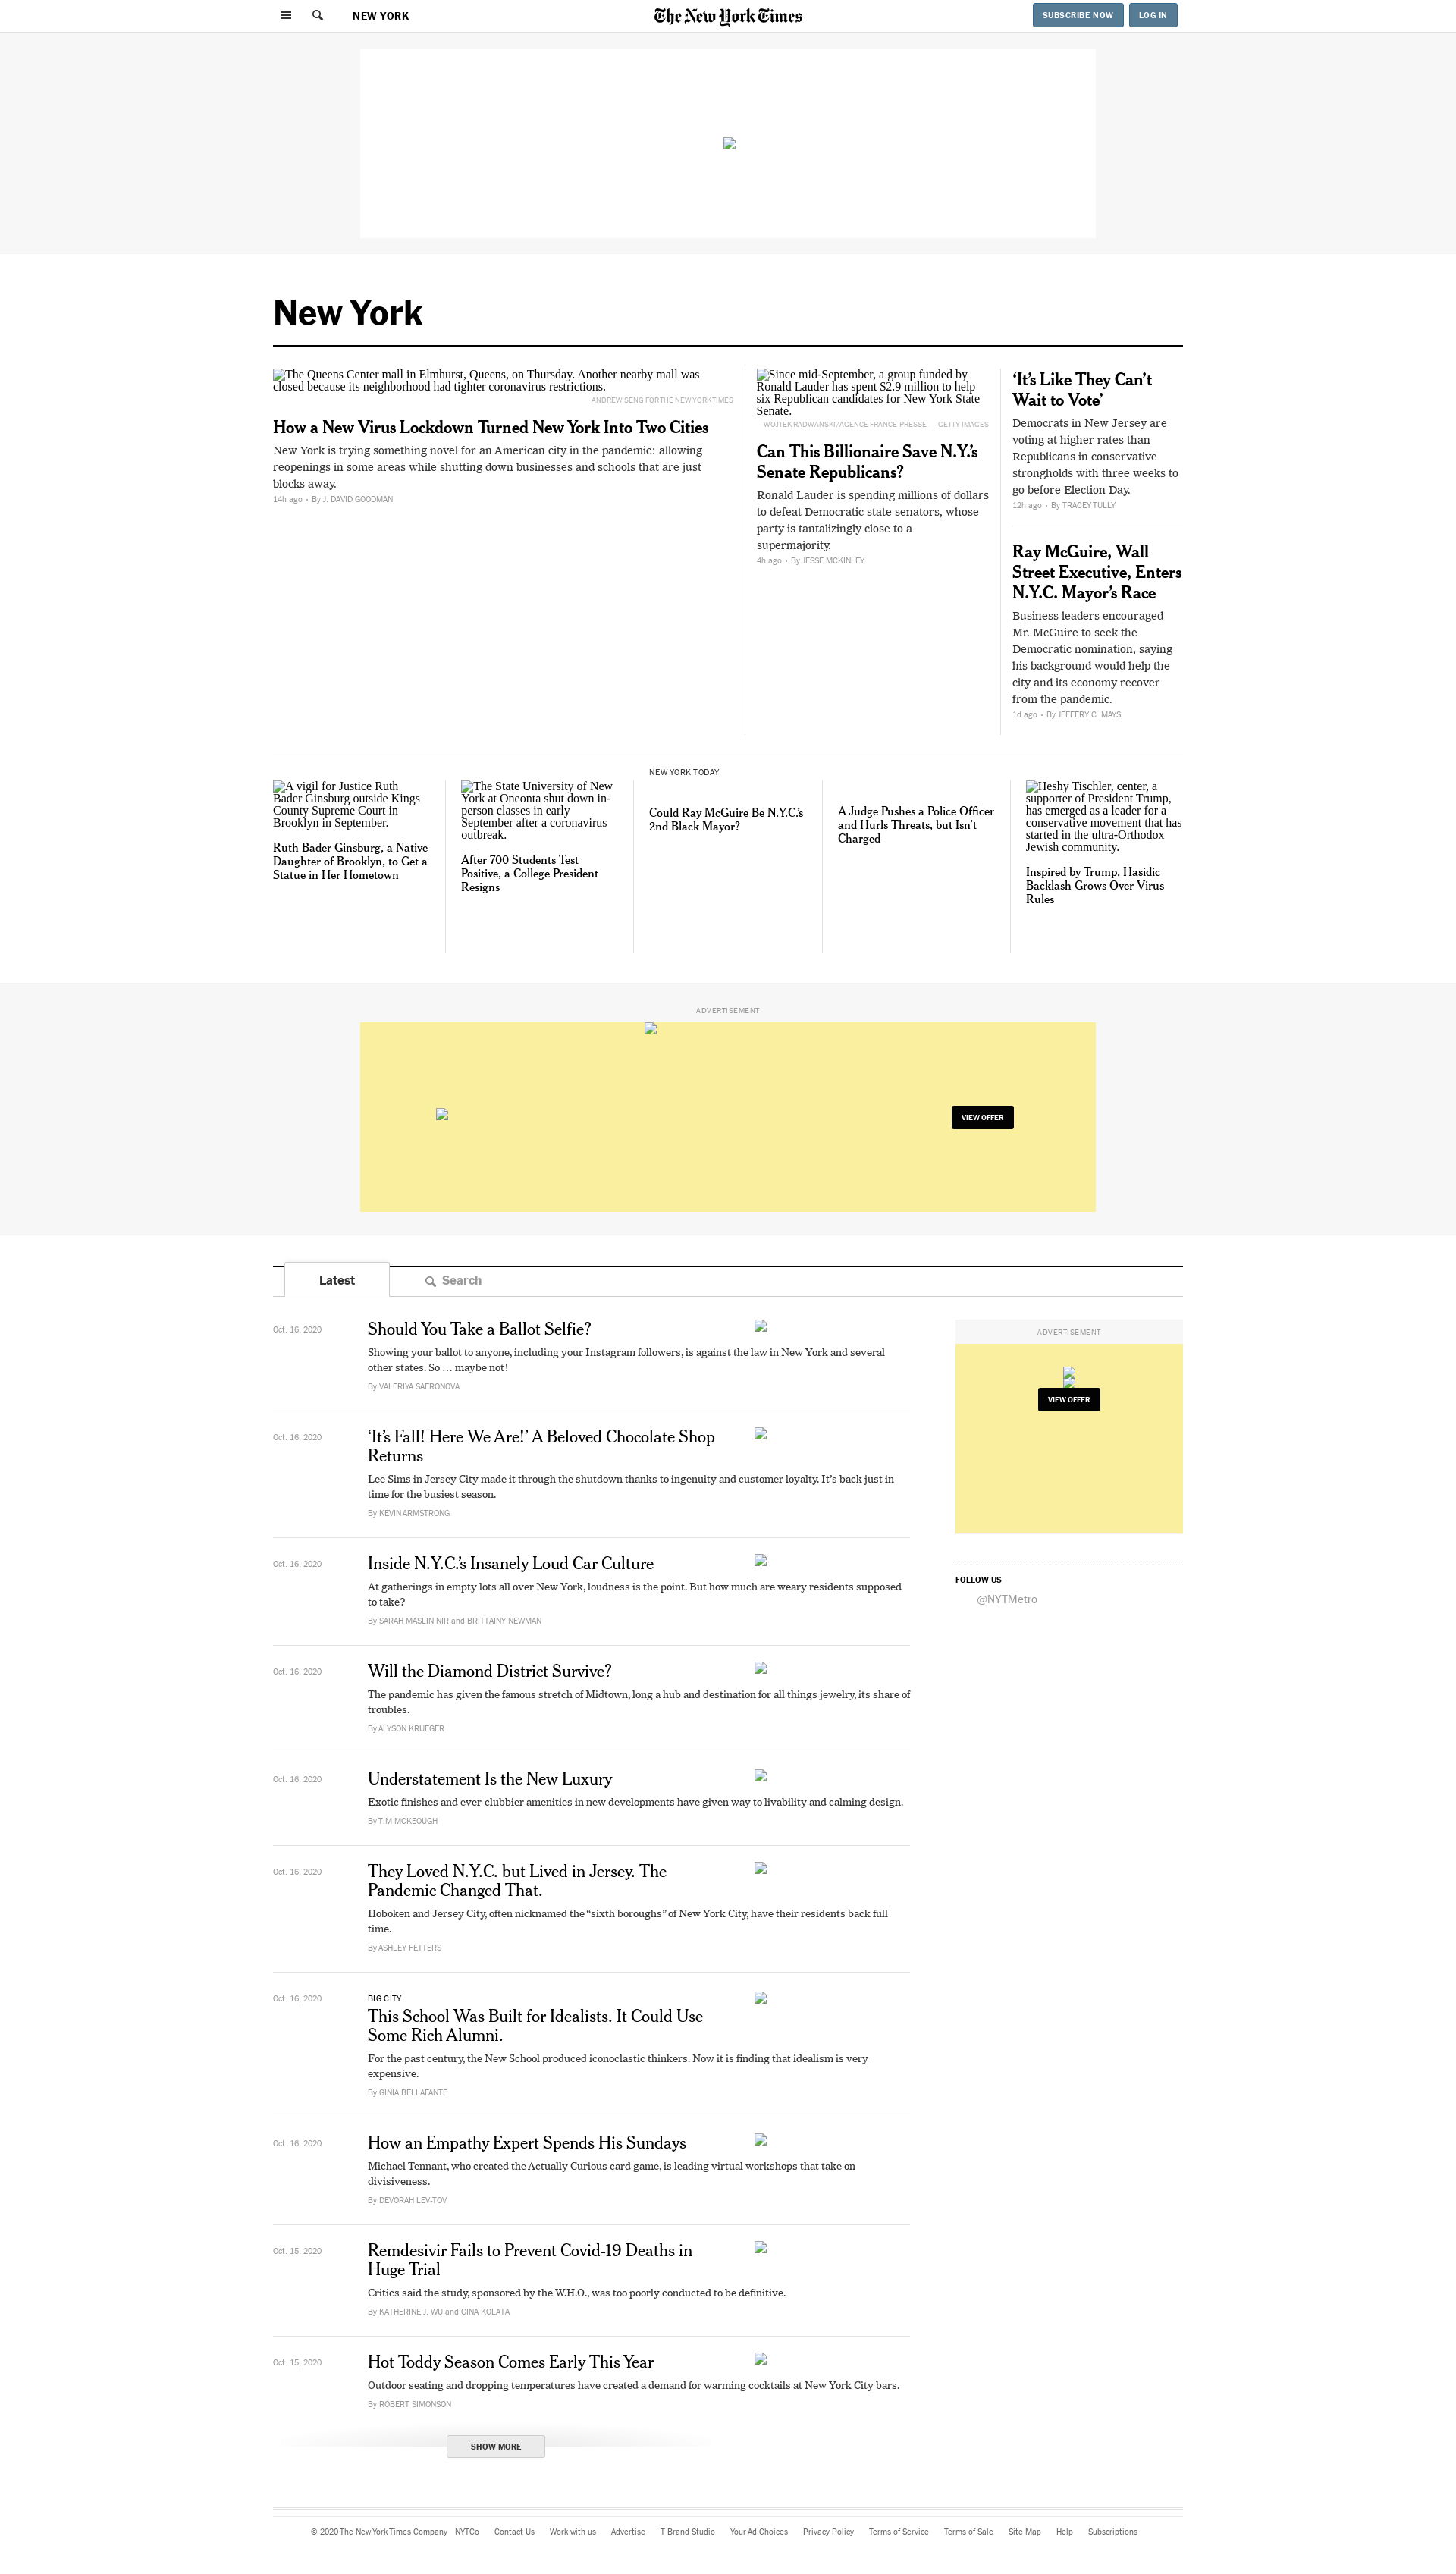 NEW YORK
The New York Times
SUBSCRIBE NOW
LOG IN
New York
The Queens Center mall in Elmhurst, Queens, on Thursday. Another nearby mall was
closed because its neighborhood had tighter coronavirus restrictions.
ANDREW SENG FOR THE NEW YORK TIMES
How a New Virus Lockdown Turned New York Into Two Cities
New York is trying something novel for an American city in the pandemic: allowing
reopenings in some areas while shutting down businesses and schools that are just
blocks away.
14h ago • By J. DAVID GOODMAN
Since mid-September, a group funded by
Ronald Lauder has spent $2.9 million to help
six Republican candidates for New York State
Senate.
WOJTEK RADWANSKI/AGENCE FRANCE-PRESSE — GETTY IMAGES
Can This Billionaire Save N.Y.’s
Senate Republicans?
Ronald Lauder is spending millions of dollars
to defeat Democratic state senators, whose
party is tantalizingly close to a
supermajority.
4h ago • By JESSE MCKINLEY
‘It’s Like They Can’t
Wait to Vote’
Democrats in New Jersey are
voting at higher rates than
Republicans in conservative
strongholds with three weeks to
go before Election Day.
12h ago • By TRACEY TULLY
Ray McGuire, Wall
Street Executive, Enters
N.Y.C. Mayor’s Race
Business leaders encouraged
Mr. McGuire to seek the
Democratic nomination, saying
his background would help the
city and its economy recover
from the pandemic.
1d ago • By JEFFERY C. MAYS
A vigil for Justice Ruth
Bader Ginsburg outside Kings
County Supreme Court in
Brooklyn in September.
Ruth Bader Ginsburg, a Native
Daughter of Brooklyn, to Get a
Statue in Her Hometown
The State University of New
York at Oneonta shut down in-
person classes in early
September after a coronavirus
outbreak.
After 700 Students Test
Positive, a College President
Resigns
NEW YORK TODAY
Could Ray McGuire Be N.Y.C.’s
2nd Black Mayor?
A Judge Pushes a Police Officer
and Hurls Threats, but Isn’t
Charged
Heshy Tischler, center, a
supporter of President Trump,
has emerged as a leader for a
conservative movement that has
started in the ultra-Orthodox
Jewish community.
Inspired by Trump, Hasidic
Backlash Grows Over Virus
Rules
ADVERTISEMENT
VIEW OFFER
Latest
Search
Oct. 16, 2020
Should You Take a Ballot Selfie?
Showing your ballot to anyone, including your Instagram followers, is against the law in New York and several
other states. So … maybe not!
By VALERIYA SAFRONOVA
ADVERTISEMENT
VIEW OFFER
Oct. 16, 2020
‘It’s Fall! Here We Are!’ A Beloved Chocolate Shop
Returns
Lee Sims in Jersey City made it through the shutdown thanks to ingenuity and customer loyalty. It’s back just in
time for the busiest season.
By KEVIN ARMSTRONG
Oct. 16, 2020
Inside N.Y.C.’s Insanely Loud Car Culture
At gatherings in empty lots all over New York, loudness is the point. But how much are weary residents supposed
to take?
By SARAH MASLIN NIR and BRITTAINY NEWMAN
FOLLOW US
@NYTMetro
Oct. 16, 2020
Will the Diamond District Survive?
The pandemic has given the famous stretch of Midtown, long a hub and destination for all things jewelry, its share of
troubles.
By ALYSON KRUEGER
Oct. 16, 2020
Understatement Is the New Luxury
Exotic finishes and ever-clubbier amenities in new developments have given way to livability and calming design.
By TIM MCKEOUGH
Oct. 16, 2020
They Loved N.Y.C. but Lived in Jersey. The
Pandemic Changed That.
Hoboken and Jersey City, often nicknamed the “sixth boroughs” of New York City, have their residents back full
time.
By ASHLEY FETTERS
Oct. 16, 2020
BIG CITY
This School Was Built for Idealists. It Could Use
Some Rich Alumni.
For the past century, the New School produced iconoclastic thinkers. Now it is finding that idealism is very
expensive.
By GINIA BELLAFANTE
Oct. 16, 2020
How an Empathy Expert Spends His Sundays
Michael Tennant, who created the Actually Curious card game, is leading virtual workshops that take on
divisiveness.
By DEVORAH LEV-TOV
Oct. 15, 2020
Remdesivir Fails to Prevent Covid-19 Deaths in
Huge Trial
Critics said the study, sponsored by the W.H.O., was too poorly conducted to be definitive.
By KATHERINE J. WU and GINA KOLATA
Oct. 15, 2020
Hot Toddy Season Comes Early This Year
Outdoor seating and dropping temperatures have created a demand for warming cocktails at New York City bars.
By ROBERT SIMONSON
SHOW MORE
© 2020 The New York Times Company NYTCo Contact Us Work with us Advertise T Brand Studio Your Ad Choices Privacy Policy Terms of Service Terms of Sale Site Map Help Subscriptions